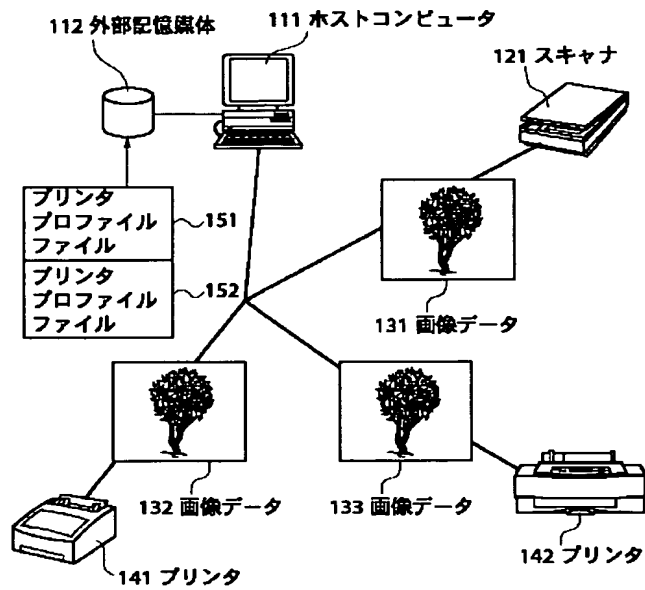 112 外部記憶媒体
111 ホストコンピュータ
121 スキャナ
プリンタ
プロファイル
ファイル
151
プリンタ
プロファイル
ファイル
152
131 画像データ
132 画像データ
133 画像データ
141 プリンタ
142 プリンタ